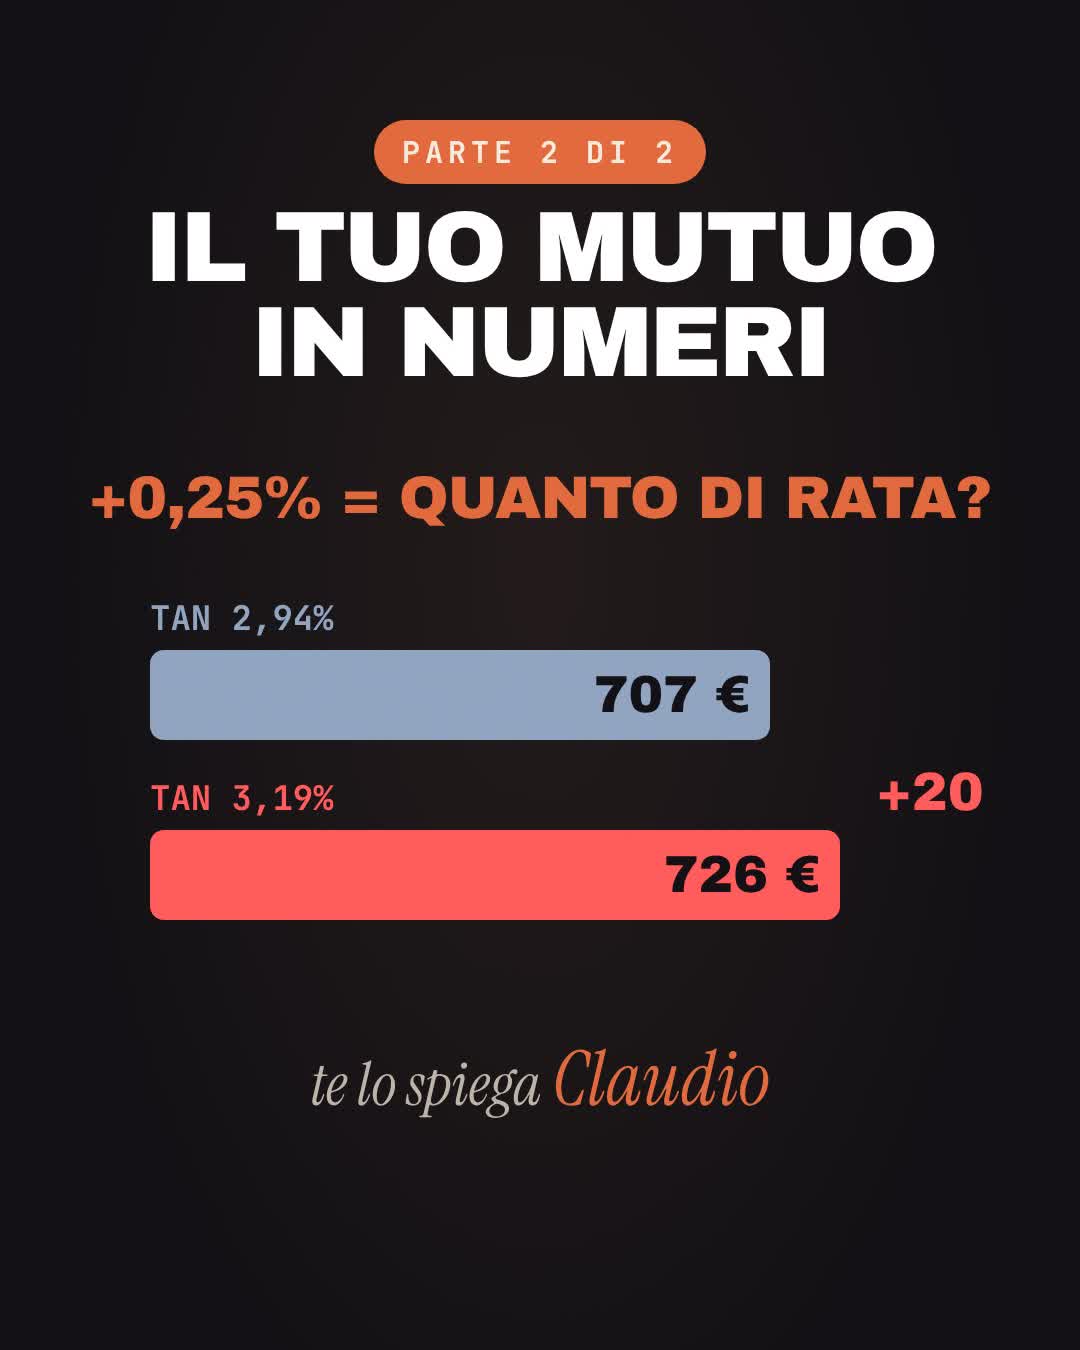 PARTE 2 DI 2
IL TUO MUTUO
IN NUMERI
+0,25% = QUANTO DI RATA?
TAN 2,94%
707 €
TAN 3,19%
+20
726 €
te lo spiega Claudio